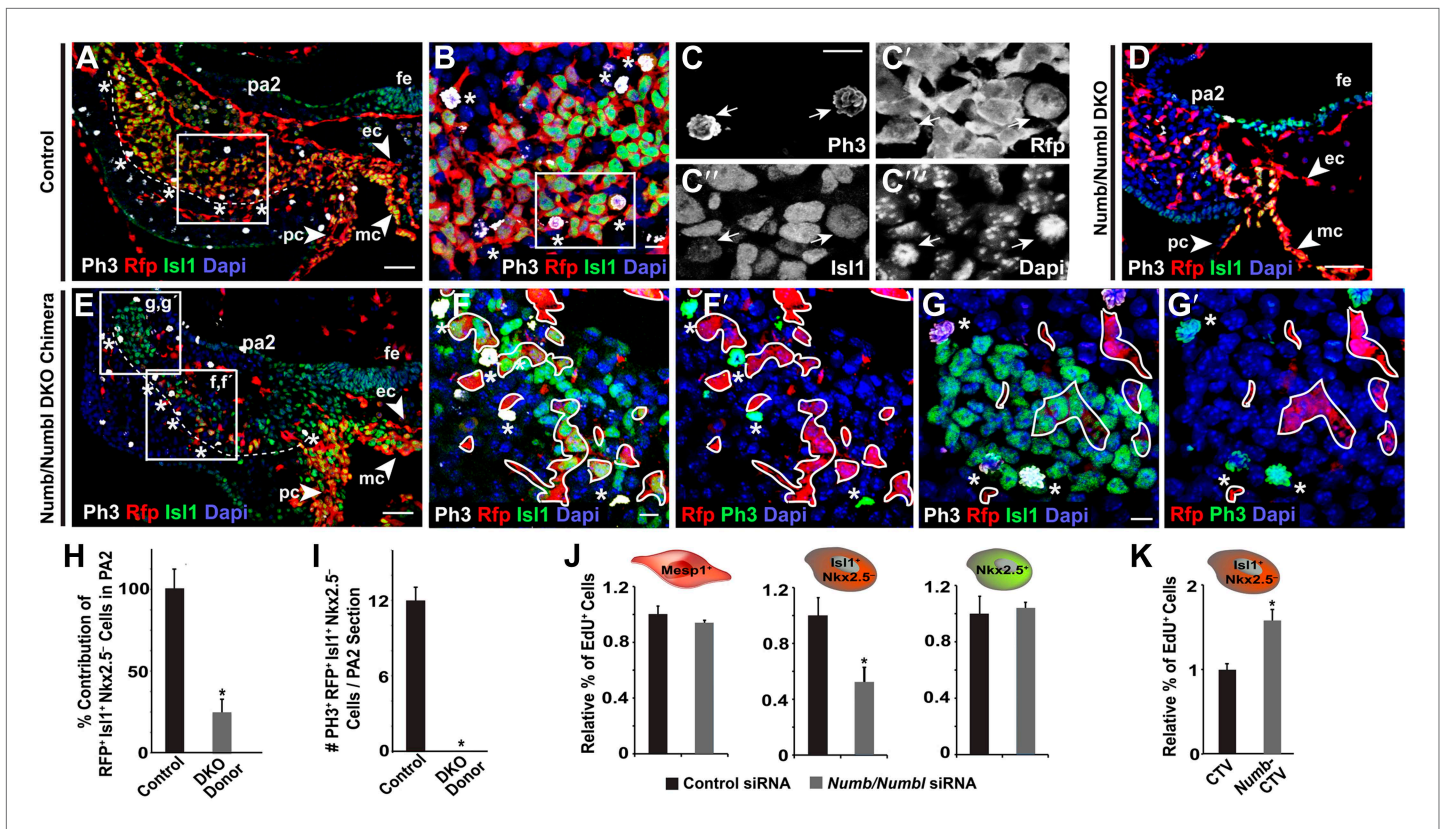 Control
A
pa2
fe
ec
pc
mc
Ph3 Rfp Isl1 Dapi
B
Ph3 Rfp Isl1 Dapi
C
Ph3
C′
Rfp
C″
Isl1
C‴
Dapi
Numb/Numbl DKO
D
pa2
fe
ec
pc
mc
Ph3 Rfp Isl1 Dapi
Numb/Numbl DKO Chimera
E
g,g′
pa2
fe
f,f′
ec
mc
pc
Ph3 Rfp Isl1 Dapi
F
Ph3 Rfp Isl1 Dapi
F′
Rfp Ph3 Dapi
G
Ph3 Rfp Isl1 Dapi
G′
Rfp Ph3 Dapi
H
% Contribution of
RFP⁺ Isl1⁺ Nkx2.5⁻ Cells in PA2
100
50
0
*
Control
DKO
Donor
I
# PH3⁺ RFP⁺ Isl1⁺ Nkx2.5⁻
Cells / PA2 Section
12
6
0
*
Control
DKO
Donor
J
Mesp1⁺
Relative % of EdU⁺ Cells
1.2
0.8
0.4
0
Isl1⁺
Nkx2.5⁻
1.2
0.8
0.4
0
*
Nkx2.5⁺
1.2
0.8
0.4
0
Control siRNA
Numb/Numbl siRNA
K
Isl1⁺
Nkx2.5⁻
Relative % of EdU⁺ Cells
2
1
0
*
CTV
Numb-
CTV